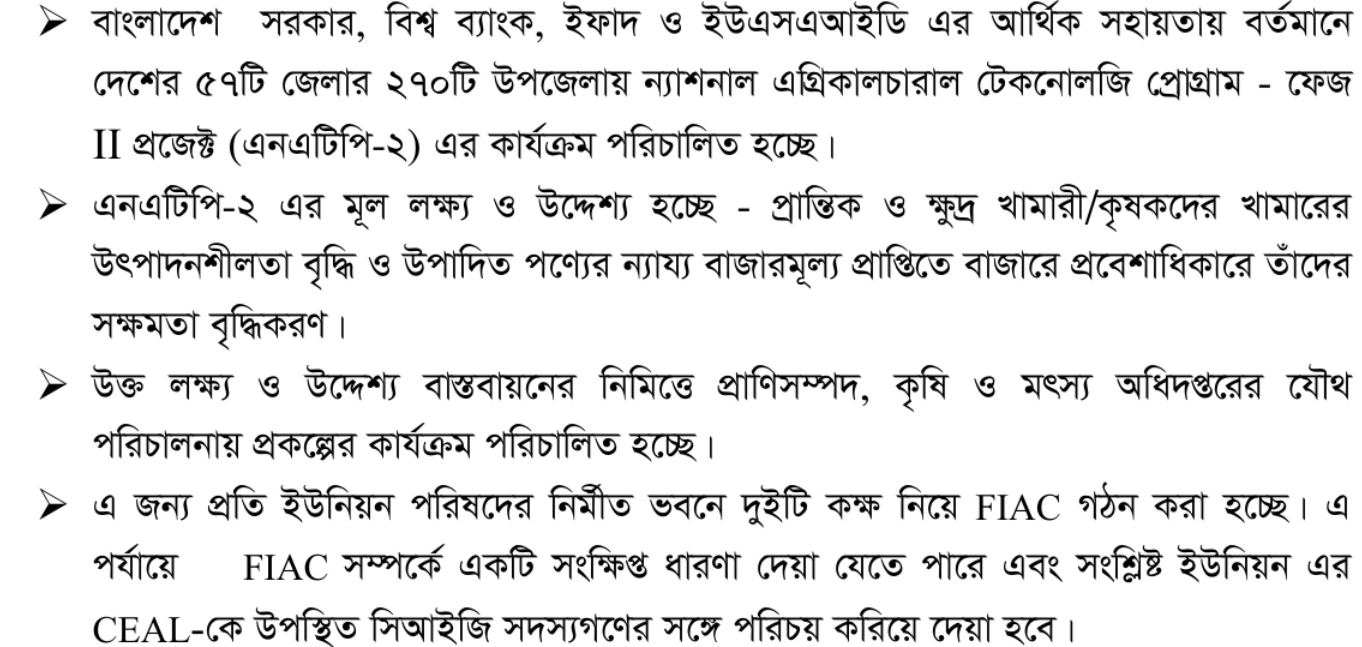 ➢ বাংলাদেশ সরকার, বিশ্ব ব্যাংক, ইফাদ ও ইউএসএআইডি এর আর্থিক সহায়তায় বর্তমানে
দেশের ৫৭টি জেলার ২৭০টি উপজেলায় ন্যাশনাল এগ্রিকালচারাল টেকনোলজি প্রোগ্রাম - ফেজ
II প্রজেক্ট (এনএটিপি-২) এর কার্যক্রম পরিচালিত হচ্ছে।
➢ এনএটিপি-২ এর মূল লক্ষ্য ও উদ্দেশ্য হচ্ছে - প্রান্তিক ও ক্ষুদ্র খামারী/কৃষকদের খামারের
উৎপাদনশীলতা বৃদ্ধি ও উপাদিত পণ্যের ন্যায্য বাজারমূল্য প্রাপ্তিতে বাজারে প্রবেশাধিকারে তাঁদের
সক্ষমতা বৃদ্ধিকরণ।
➢ উক্ত লক্ষ্য ও উদ্দেশ্য বাস্তবায়নের নিমিত্তে প্রাণিসম্পদ, কৃষি ও মৎস্য অধিদপ্তরের যৌথ
পরিচালনায় প্রকল্পের কার্যক্রম পরিচালিত হচ্ছে।
➢ এ জন্য প্রতি ইউনিয়ন পরিষদের নির্মীত ভবনে দুইটি কক্ষ নিয়ে FIAC গঠন করা হচ্ছে। এ
পর্যায়ে FIAC সম্পর্কে একটি সংক্ষিপ্ত ধারণা দেয়া যেতে পারে এবং সংশ্লিষ্ট ইউনিয়ন এর
CEAL-কে উপস্থিত সিআইজি সদস্যগণের সঙ্গে পরিচয় করিয়ে দেয়া হবে।